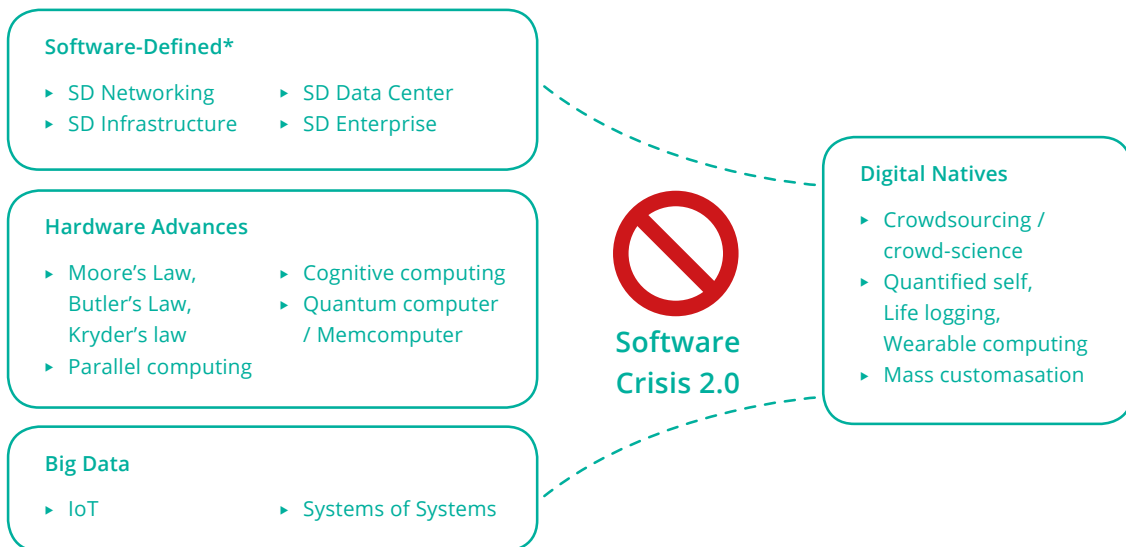 Software-Defined*
▸ SD Networking
▸ SD Infrastructure
▸ SD Data Center
▸ SD Enterprise
Hardware Advances
▸ Moore’s Law,
Butler’s Law,
Kryder’s law
▸ Parallel computing
▸ Cognitive computing
▸ Quantum computer
/ Memcomputer
Big Data
▸ IoT
▸ Systems of Systems
Software
Crisis 2.0
Digital Natives
▸ Crowdsourcing /
crowd-science
▸ Quantified self,
Life logging,
Wearable computing
▸ Mass customasation